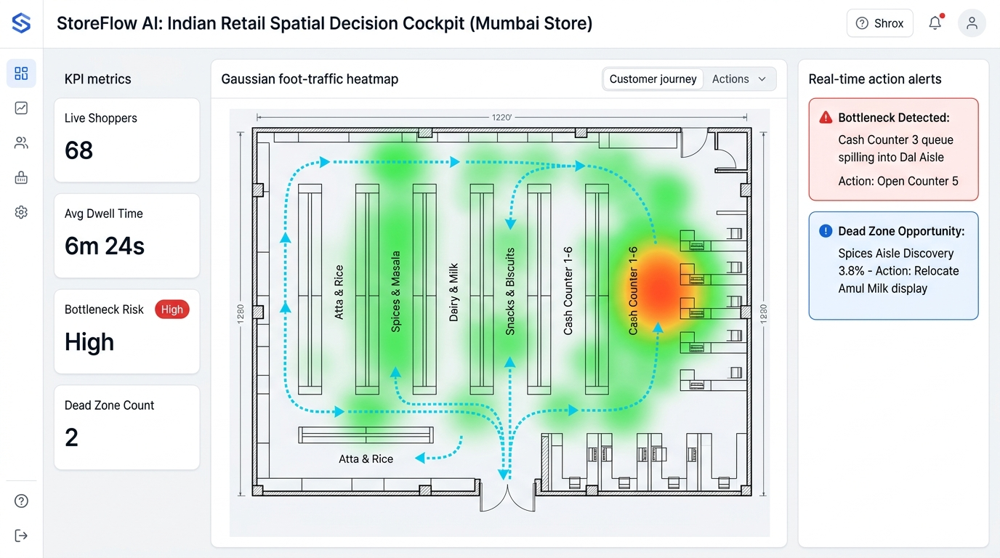 StoreFlow AI: Indian Retail Spatial Decision Cockpit (Mumbai Store)
Shrox
KPI metrics
Live Shoppers
68
Avg Dwell Time
6m 24s
Bottleneck Risk High
High
Dead Zone Count
2
Gaussian foot-traffic heatmap
Customer journey
Actions
1220'
1280
1280
Atta & Rice
Spices & Masala
Dairy & Milk
Snacks & BIscuits
Cash Counter 1-6
Cash Counter 1-6
Atta & Rice
Real-time action alerts
Bottleneck Detected:
Cash Counter 3 queue
spilling into Dal Aisle
Action: Open Counter 5
Dead Zone Opportunity:
Spices Aisle Discovery
3.8% - Action: Relocate
Amul Milk display